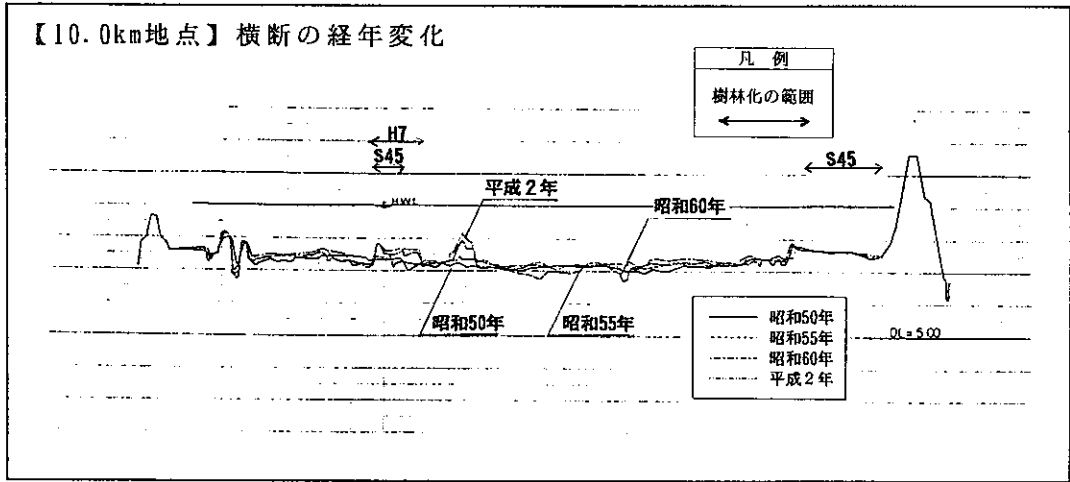 【10.0km地点】横断の経年変化
凡 例
樹林化の範囲
H7
S45
S45
平成2年
H.W.L
昭和60年
昭和50年
昭和55年
昭和50年
昭和55年
昭和60年
平成2年
DL=5.00